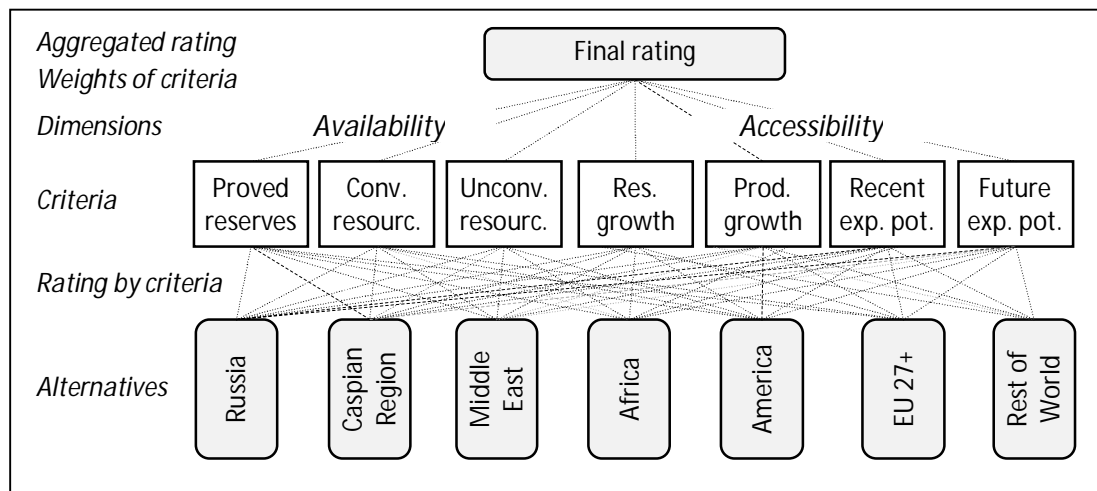 Aggregated rating
Final rating
Weights of criteria
Dimensions
Availability
Accessibility
Criteria
Proved
reserves
Conv.
resourc.
Unconv.
resourc.
Res.
growth
Prod.
growth
Recent
exp. pot.
Future
exp. pot.
Rating by criteria
Alternatives
Russia
Caspian
Region
Middle
East
Africa
America
EU 27+
Rest of
World